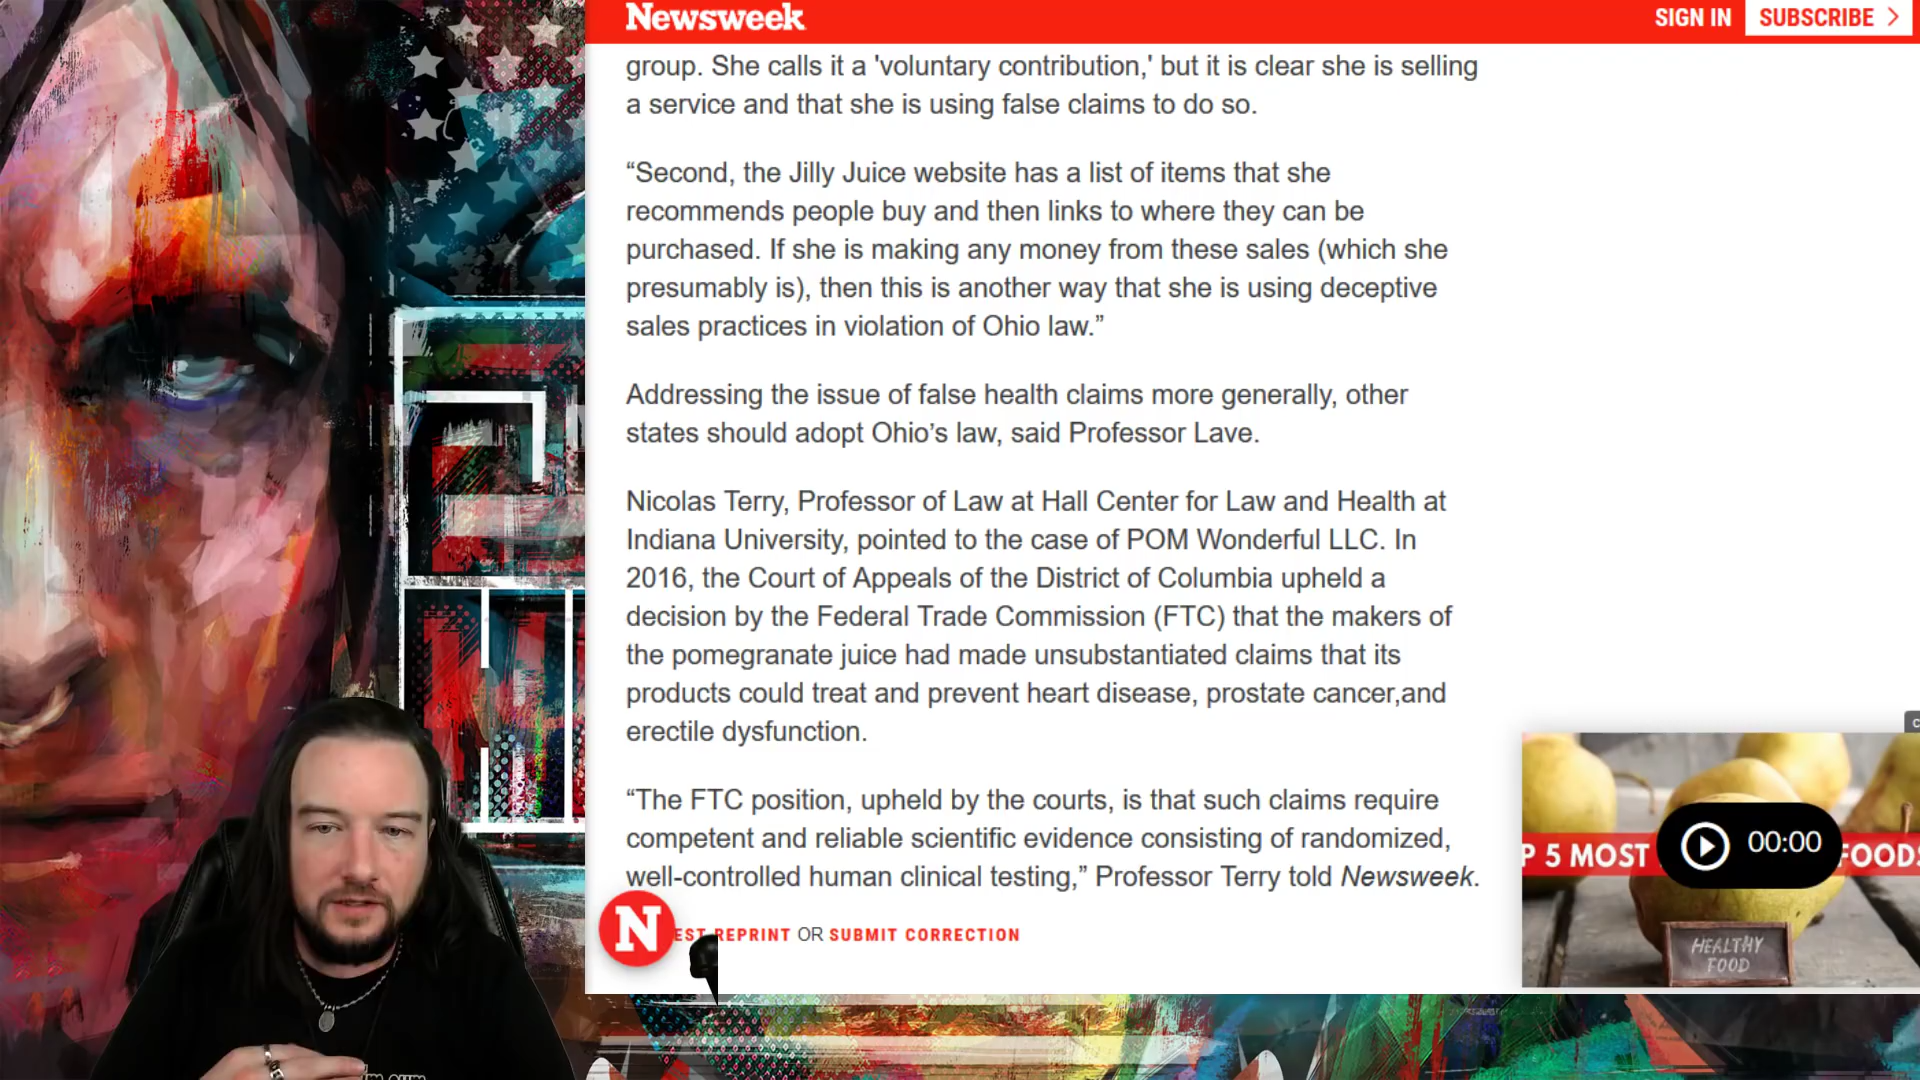 Newsweek
SIGN IN
SUBSCRIBE
group. She calls it a 'voluntary contribution,' but it is clear she is selling
a service and that she is using false claims to do so.
“Second, the Jilly Juice website has a list of items that she
recommends people buy and then links to where they can be
purchased. If she is making any money from these sales (which she
presumably is), then this is another way that she is using deceptive
sales practices in violation of Ohio law.”
Addressing the issue of false health claims more generally, other
states should adopt Ohio’s law, said Professor Lave.
Nicolas Terry, Professor of Law at Hall Center for Law and Health at
Indiana University, pointed to the case of POM Wonderful LLC. In
2016, the Court of Appeals of the District of Columbia upheld a
decision by the Federal Trade Commission (FTC) that the makers of
the pomegranate juice had made unsubstantiated claims that its
products could treat and prevent heart disease, prostate cancer,and
erectile dysfunction.
“The FTC position, upheld by the courts, is that such claims require
competent and reliable scientific evidence consisting of randomized,
well-controlled human clinical testing,” Professor Terry told Newsweek.
N
EST REPRINT OR SUBMIT CORRECTION
P 5 MOST
00:00
FOODS
HEALTHY
FOOD